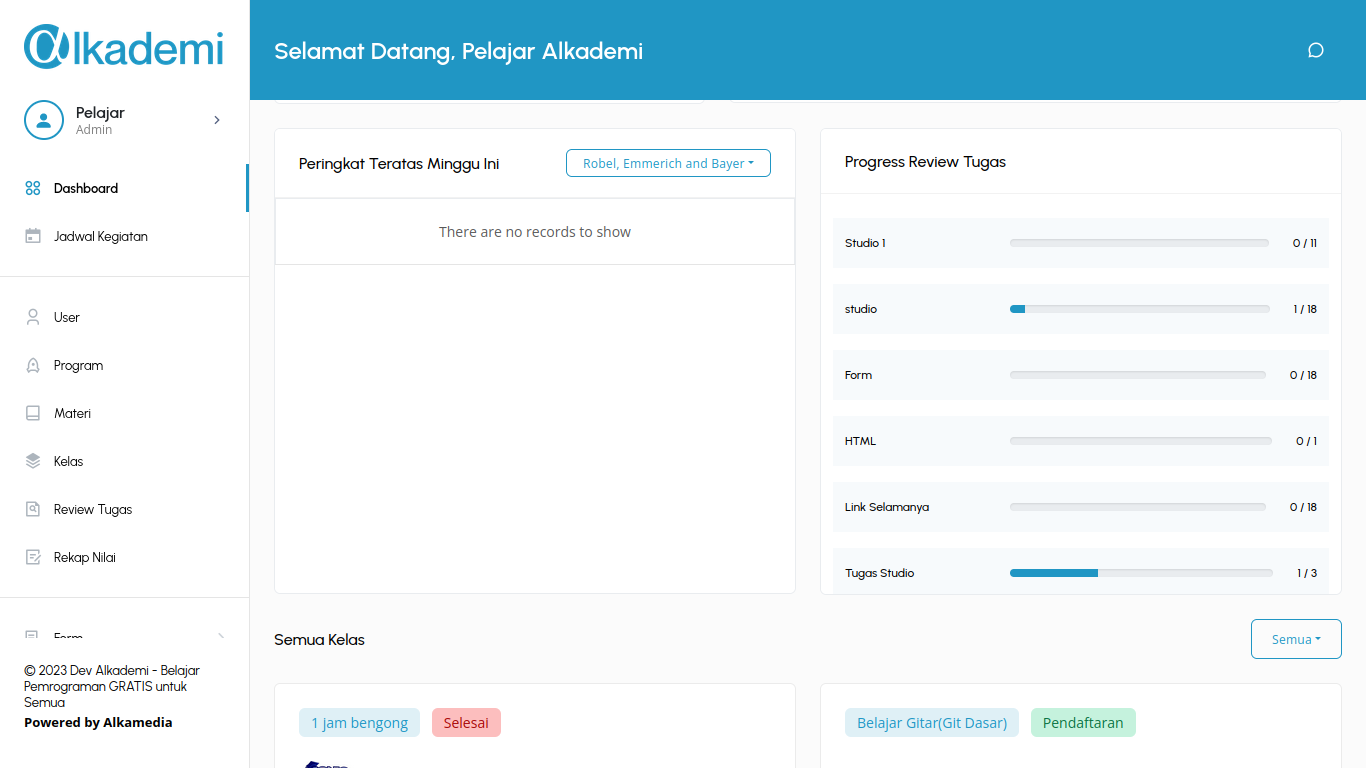 Alkademi
Selamat Datang, Pelajar Alkademi
Pelajar
Admin
Dashboard
Jadwal Kegiatan
User
Program
Materi
Kelas
Review Tugas
Rekap Nilai
Form
© 2023 Dev Alkademi - Belajar
Pemrograman GRATIS untuk
Semua
Powered by Alkamedia
Peringkat Teratas Minggu Ini
Robel, Emmerich and Bayer
There are no records to show
Progress Review Tugas
Studio 1 0 / 11
studio 1 / 18
Form 0 / 18
HTML 0 / 1
Link Selamanya 0 / 18
Tugas Studio 1 / 3
Semua Kelas
Semua
1 jam bengong Selesai
Belajar Gitar(Git Dasar) Pendaftaran